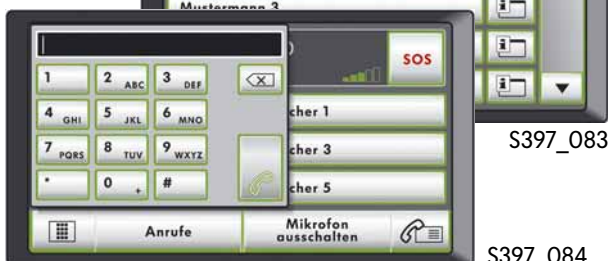 Mustermann 3
SOS
1
2 ABC
3 DEF
4 GHI
5 JKL
6 MNO
7 PQRS
8 TUV
9 WXYZ
*
0 +
#
cher 1
cher 3
cher 5
Anrufe
Mikrofon
ausschalten
S397_083
S397_084